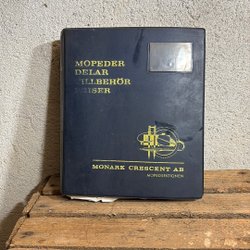 MOPEDER
DELAR
TILLBEHÖR
PRISER
MONARK CRESCENT AB